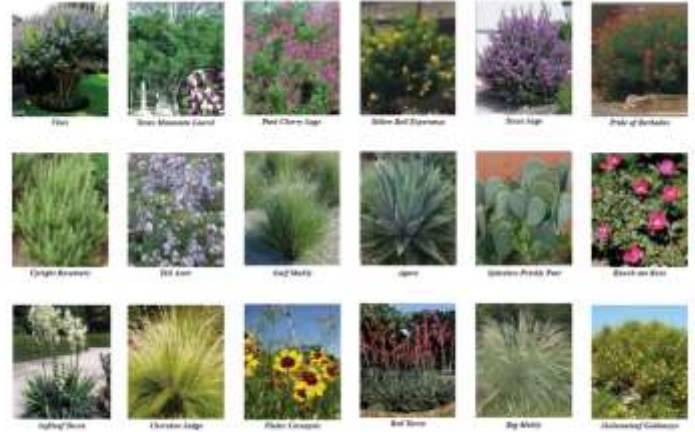 Vitex
Texas Mountain Laurel
Pink Cherry Sage
Yellow Bell Esperanza
Texas Sage
Pride of Barbados
Upright Rosemary
Fall Aster
Gulf Muhly
Agave
Spineless Prickly Pear
Knock out Rose
Softleaf Yucca
Cherokee Sedge
Plains Coreopsis
Red Yucca
Big Muhly
Goldenmane